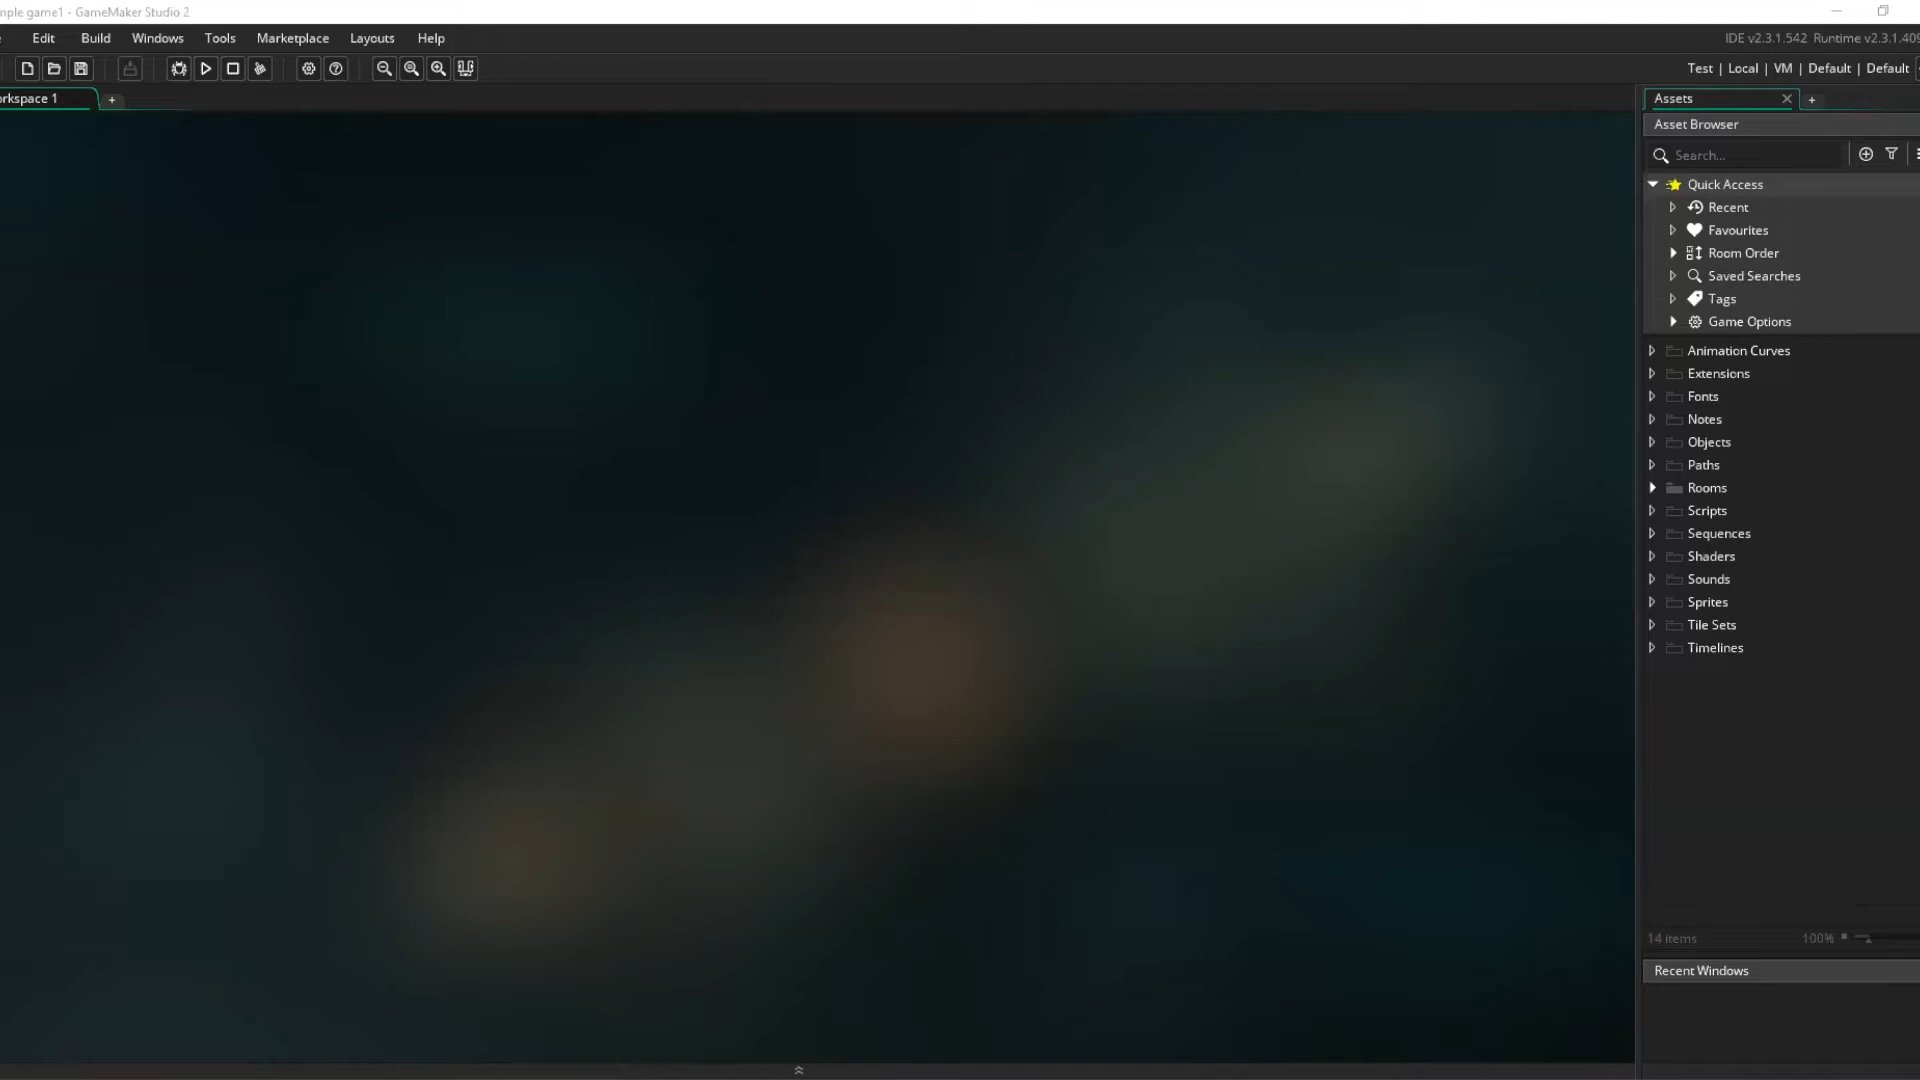 mple game1 - GameMaker Studio 2
Edit Build Windows Tools Marketplace Layouts Help
IDE v2.3.1.542 Runtime v2.3.1.409
Test | Local | VM | Default | Default
orkspace 1
Assets
Asset Browser
Search...
Quick Access
Recent
Favourites
Room Order
Saved Searches
Tags
Game Options
Animation Curves
Extensions
Fonts
Notes
Objects
Paths
Rooms
Scripts
Sequences
Shaders
Sounds
Sprites
Tile Sets
Timelines
14 items 100%
Recent Windows